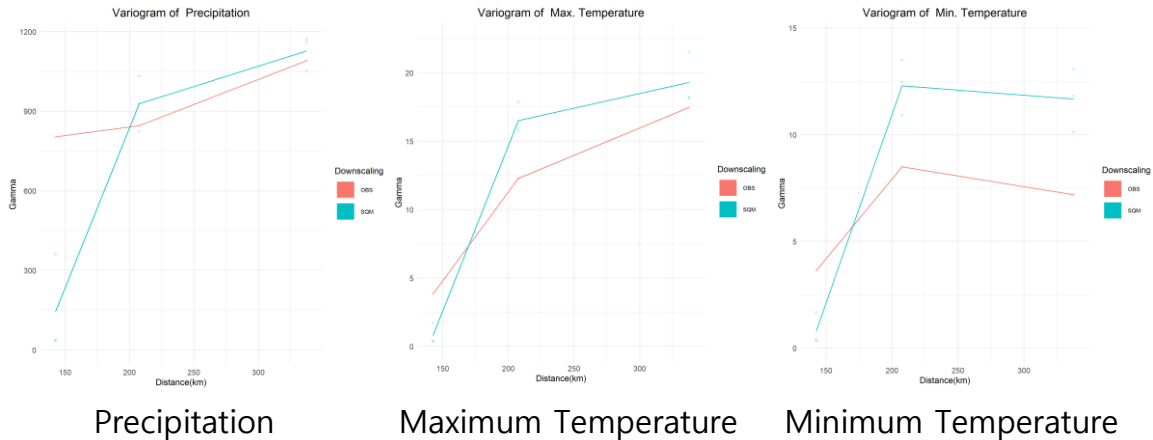 Variogram of Precipitation
Gamma
1200
900
600
300
0
150
200
250
300
Distance(km)
Downscaling
OBS
SQM
Precipitation
Variogram of Max. Temperature
Gamma
20
15
10
5
0
150
200
250
300
Distance(km)
Downscaling
OBS
SQM
Maximum Temperature
Variogram of Min. Temperature
Gamma
15
10
5
0
150
200
250
300
Distance(km)
Downscaling
OBS
SQM
Minimum Temperature